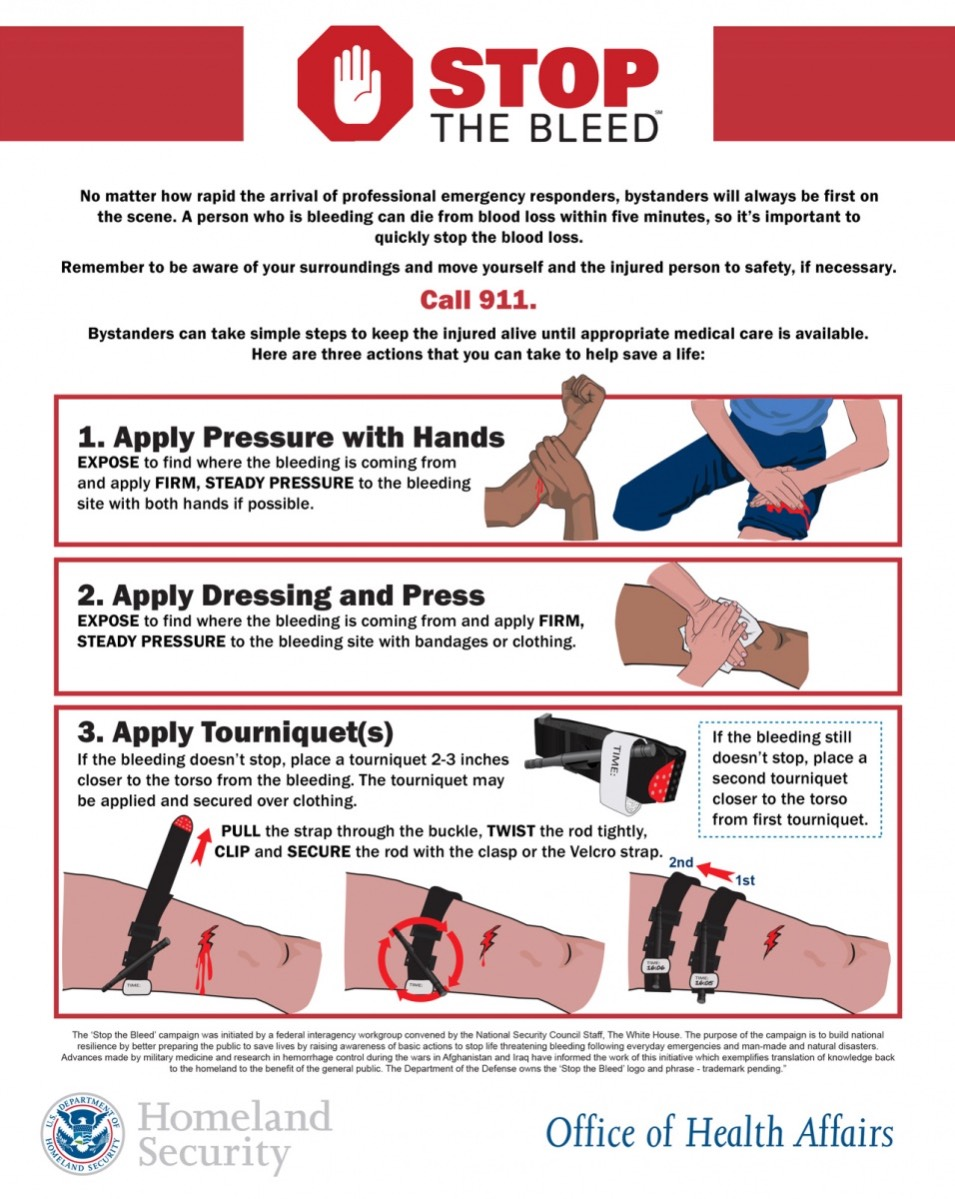 STOP
THE BLEED℠
No matter how rapid the arrival of professional emergency responders, bystanders will always be first on
the scene. A person who is bleeding can die from blood loss within five minutes, so it's important to
quickly stop the blood loss.
Remember to be aware of your surroundings and move yourself and the injured person to safety, if necessary.
Call 911.
Bystanders can take simple steps to keep the injured alive until appropriate medical care is available.
Here are three actions that you can take to help save a life:
1. Apply Pressure with Hands
EXPOSE to find where the bleeding is coming from
and apply FIRM, STEADY PRESSURE to the bleeding
site with both hands if possible.
2. Apply Dressing and Press
EXPOSE to find where the bleeding is coming from and apply FIRM,
STEADY PRESSURE to the bleeding site with bandages or clothing.
3. Apply Tourniquet(s)
If the bleeding doesn't stop, place a tourniquet 2-3 inches
closer to the torso from the bleeding. The tourniquet may
be applied and secured over clothing.
TIME:
If the bleeding still
doesn't stop, place a
second tourniquet
closer to the torso
from first tourniquet.
PULL the strap through the buckle, TWIST the rod tightly,
CLIP and SECURE the rod with the clasp or the Velcro strap.
2nd
1st
TIME:
TIME:
16:06
TIME:
16:05
The 'Stop the Bleed' campaign was initiated by a federal interagency workgroup convened by the National Security Council Staff, The White House. The purpose of the campaign is to build national
resilience by better preparing the public to save lives by raising awareness of basic actions to stop life threatening bleeding following everyday emergencies and man-made and natural disasters.
Advances made by military medicine and research in hemorrhage control during the wars in Afghanistan and Iraq have informed the work of this initiative which exemplifies translation of knowledge back
to the homeland to the benefit of the general public. The Department of the Defense owns the 'Stop the Bleed' logo and phrase - trademark pending."
U.S. DEPARTMENT OF
HOMELAND SECURITY
Homeland
Security
Office of Health Affairs